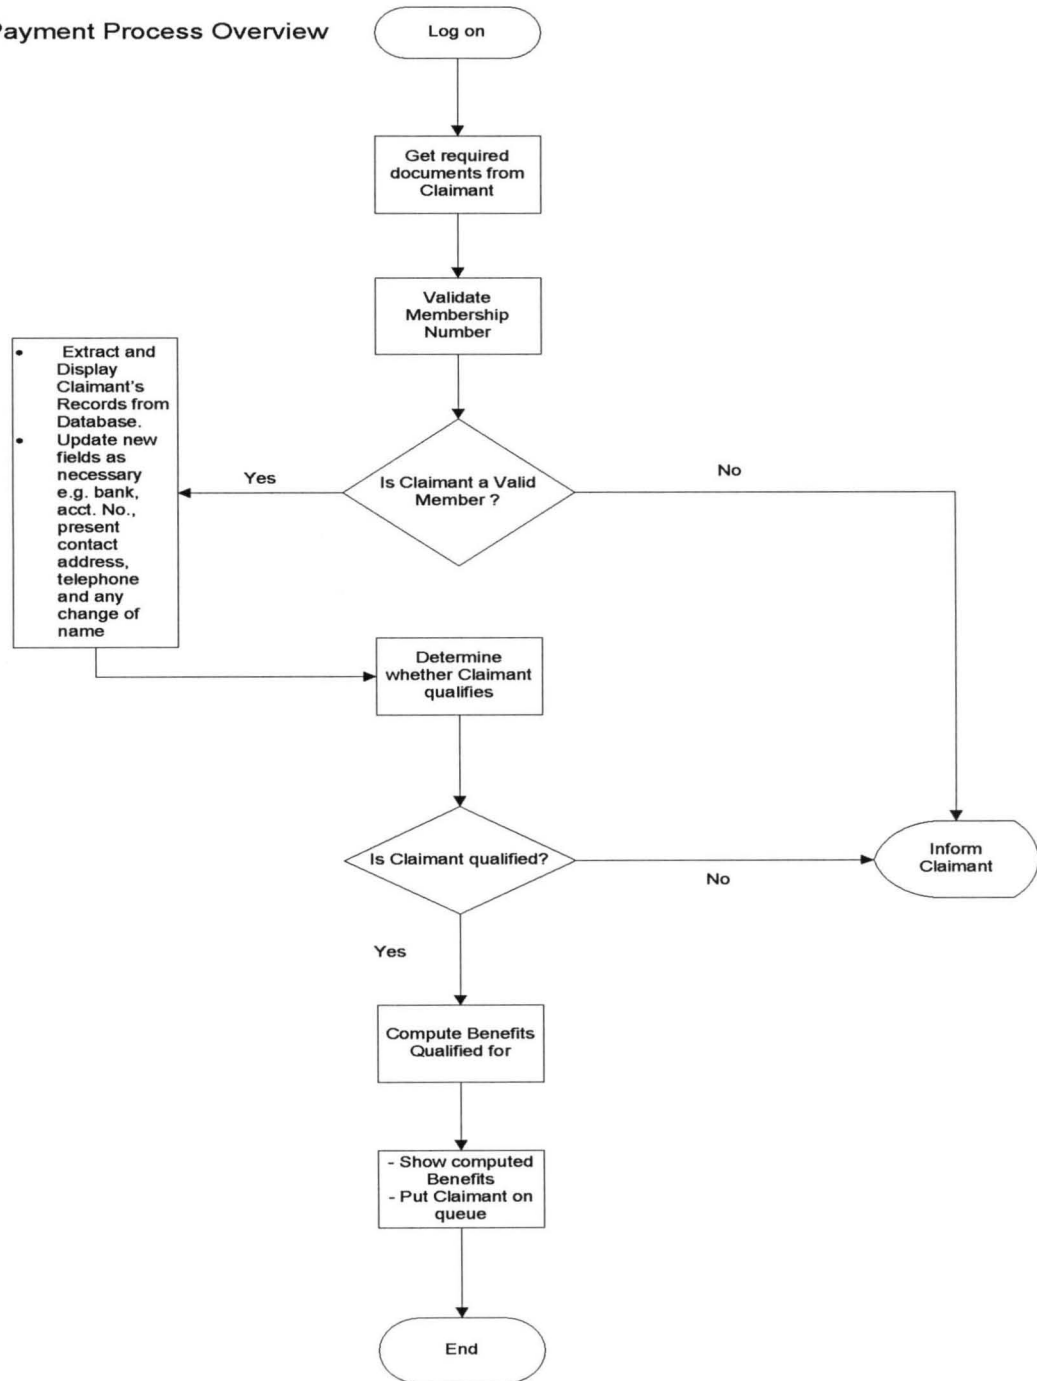 Payment Process Overview
Log on
Get required
documents from
Claimant
Validate
Membership
Number
• Extract and
Display
Claimant's
Records from
Database.
• Update new
fields as
necessary
e.g. bank,
acct. No.,
present
contact
address,
telephone
and any
change of
name
Yes
Is Claimant a Valid
Member ?
No
Determine
whether Claimant
qualifies
Is Claimant qualified?
No
Inform
Claimant
Yes
Compute Benefits
Qualified for
- Show computed
Benefits
- Put Claimant on
queue
End